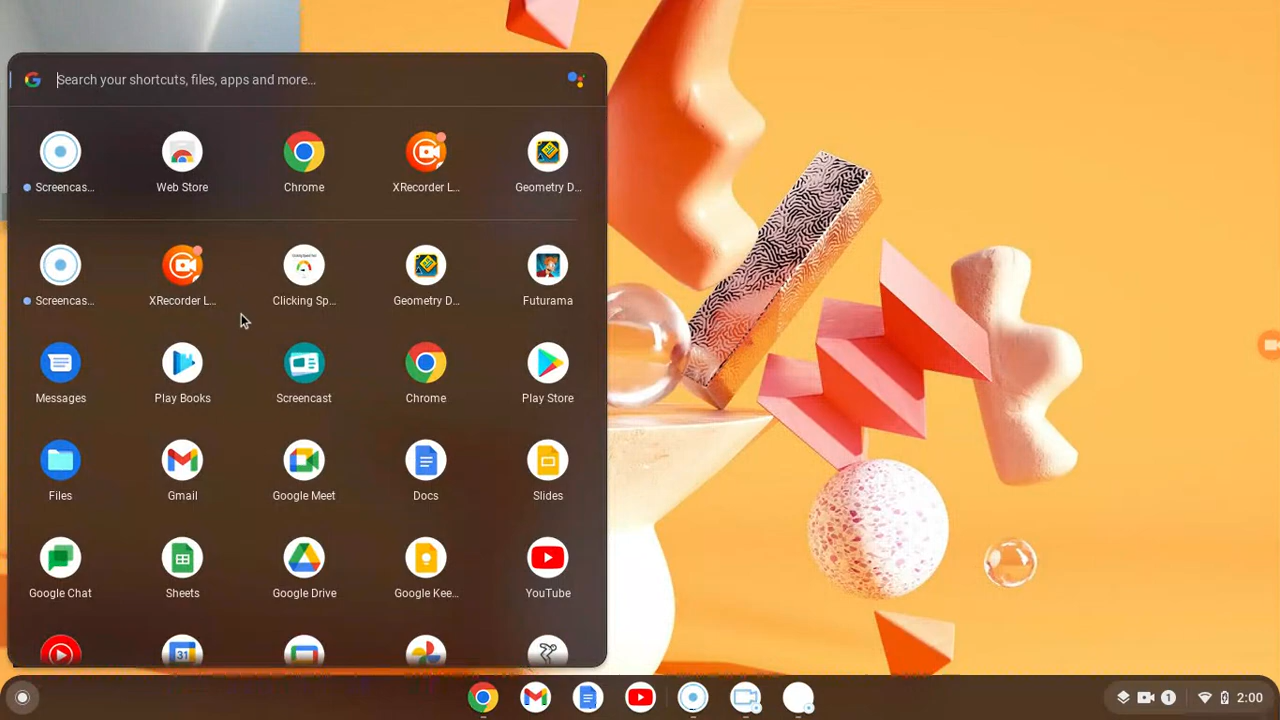 Search your shortcuts, files, apps and more...
Screencas... Web Store Chrome XRecorder L... Geometry D...
Screencas... XRecorder L... Clicking Sp... Geometry D... Futurama
Messages Play Books Screencast Chrome Play Store
Files Gmail Google Meet Docs Slides
Google Chat Sheets Google Drive Google Kee... YouTube
31
1 2:00